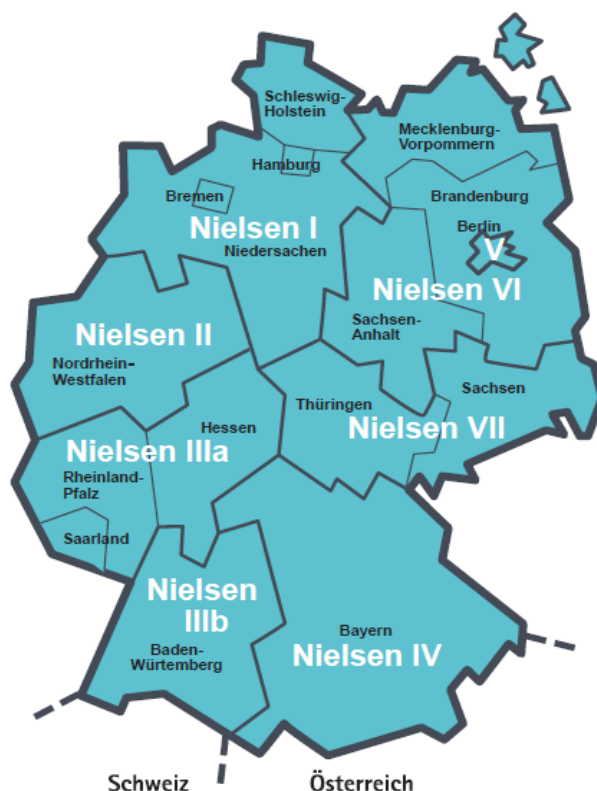 Schleswig-
Holstein
Mecklenburg-
Vorpommern
Hamburg
Bremen
Brandenburg
Nielsen I
Berlin
V
Niedersachen
Nielsen VI
Nielsen II
Sachsen-
Anhalt
Nordrhein-
Westfalen
Sachsen
Thüringen
Hessen
Nielsen VII
Nielsen IIIa
Rheinland-
Pfalz
Saarland
Nielsen
IIIb
Bayern
Nielsen IV
Baden-
Würtemberg
Schweiz
Österreich